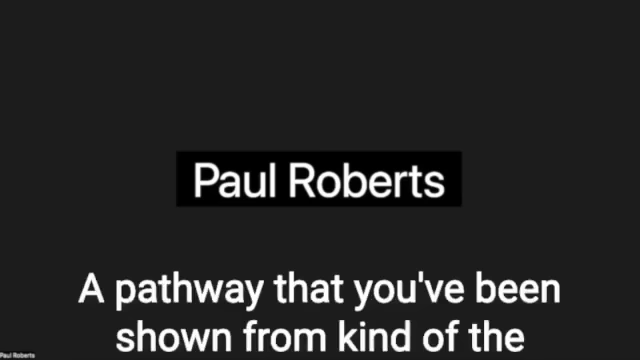 Paul Roberts
A pathway that you've been
shown from kind of the
Paul Roberts